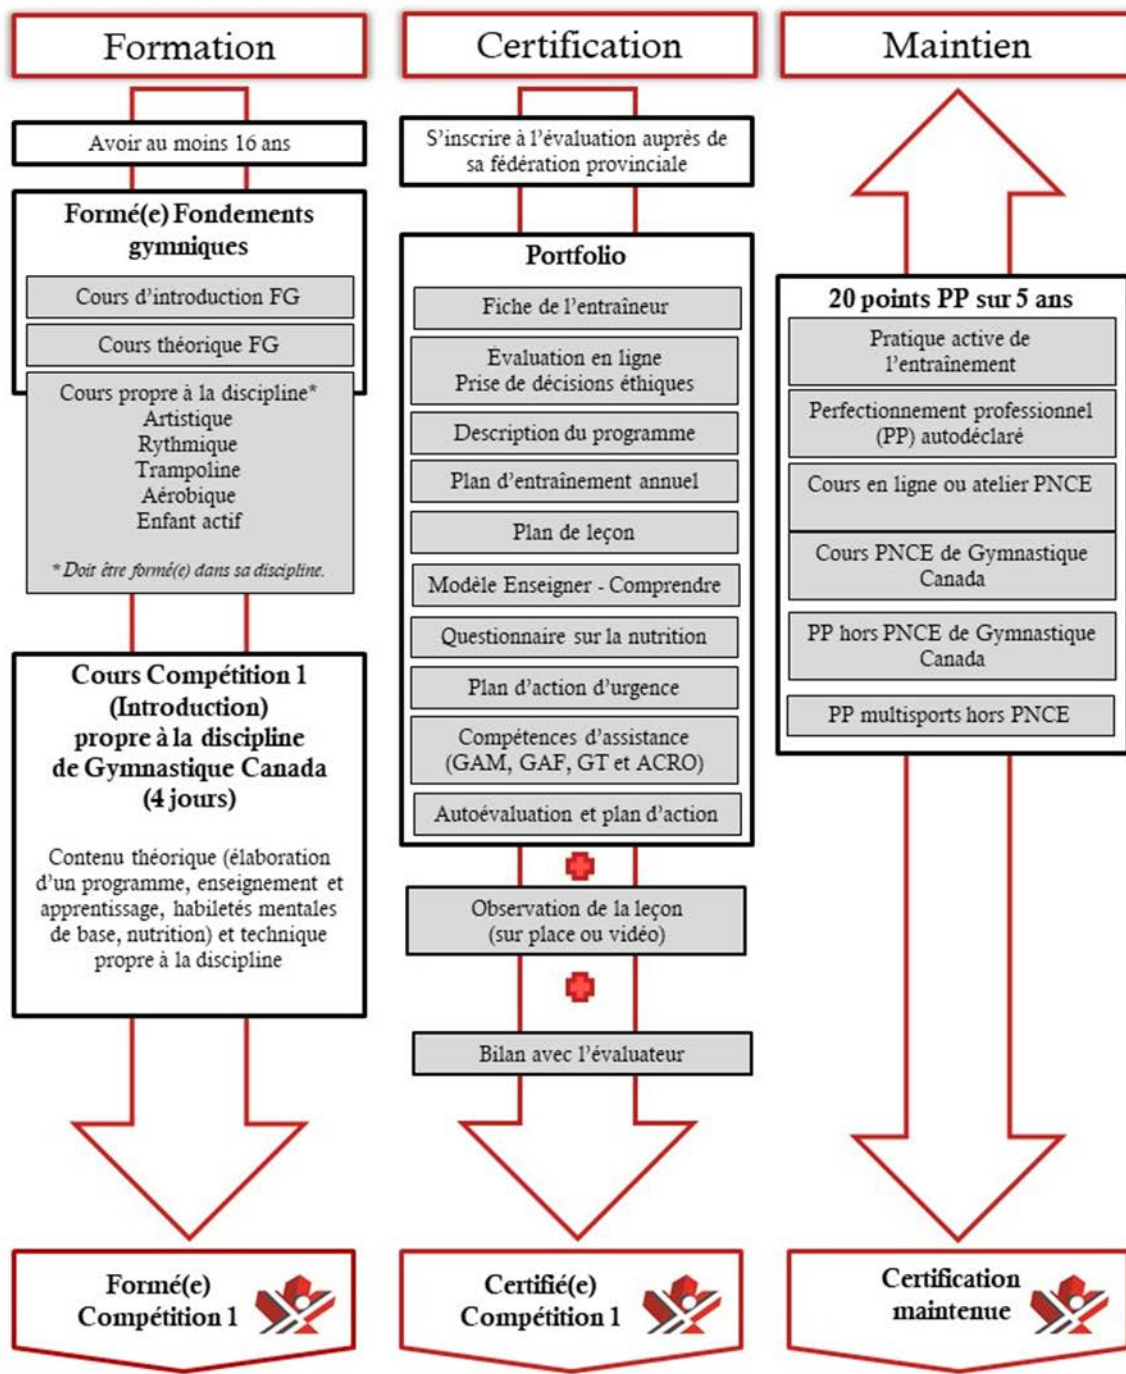 Formation
Avoir au moins 16 ans
Formé(e) Fondements
gymniques
Cours d'introduction FG
Cours théorique FG
Cours propre à la discipline*
Artistique
Rythmique
Trampoline
Aérobique
Enfant actif
* Doit être formé(e) dans sa discipline.
Cours Compétition 1
(Introduction)
propre à la discipline
de Gymnastique Canada
(4 jours)
Contenu théorique (élaboration
d'un programme, enseignement et
apprentissage, habiletés mentales
de base, nutrition) et technique
propre à la discipline
Formé(e)
Compétition 1
Certification
S'inscrire à l'évaluation auprès de
sa fédération provinciale
Portfolio
Fiche de l'entraîneur
Évaluation en ligne
Prise de décisions éthiques
Description du programme
Plan d'entraînement annuel
Plan de leçon
Modèle Enseigner - Comprendre
Questionnaire sur la nutrition
Plan d'action d'urgence
Compétences d'assistance
(GAM, GAF, GT et ACRO)
Autoévaluation et plan d'action
Observation de la leçon
(sur place ou vidéo)
Bilan avec l'évaluateur
Certifié(e)
Compétition 1
Maintien
20 points PP sur 5 ans
Pratique active de
l'entraînement
Perfectionnement professionnel
(PP) autodéclaré
Cours en ligne ou atelier PNCE
Cours PNCE de Gymnastique
Canada
PP hors PNCE de Gymnastique
Canada
PP multisports hors PNCE
Certification
maintenue